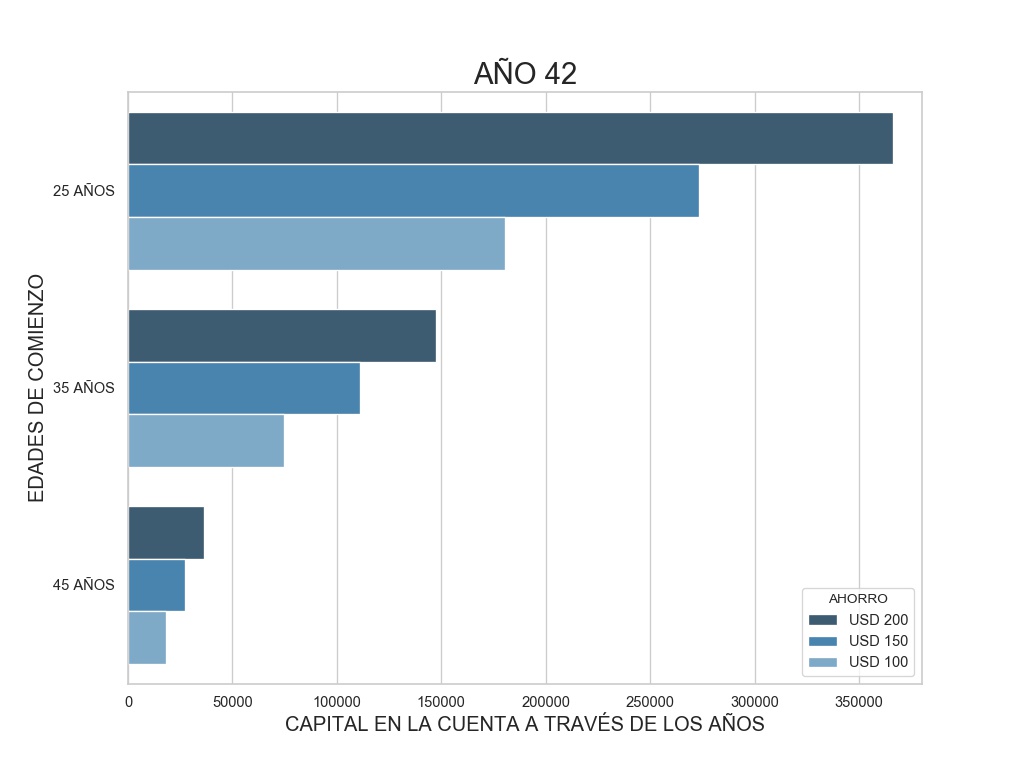 AÑO 42
EDADES DE COMIENZO
25 AÑOS
35 AÑOS
45 AÑOS
AHORRO
USD 200
USD 150
USD 100
0 50000 100000 150000 200000 250000 300000 350000
CAPITAL EN LA CUENTA A TRAVÉS DE LOS AÑOS